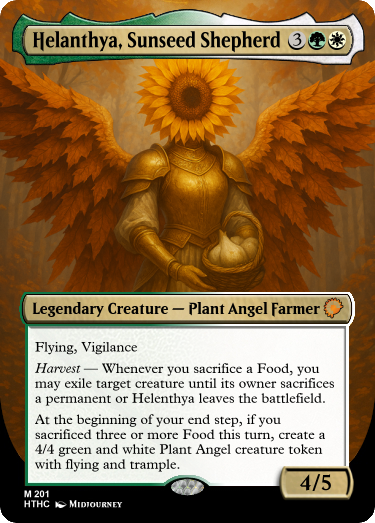 Helanthya, Sunseed Shepherd 3
Legendary Creature — Plant Angel Farmer
Flying, Vigilance
Harvest — Whenever you sacrifice a Food, you
may exile target creature until its owner sacrifices
a permanent or Helenthya leaves the battlefield.
At the beginning of your end step, if you
sacrificed three or more Food this turn, create a
4/4 green and white Plant Angel creature token
with flying and trample.
4/5
M 201
HTHC Midjourney